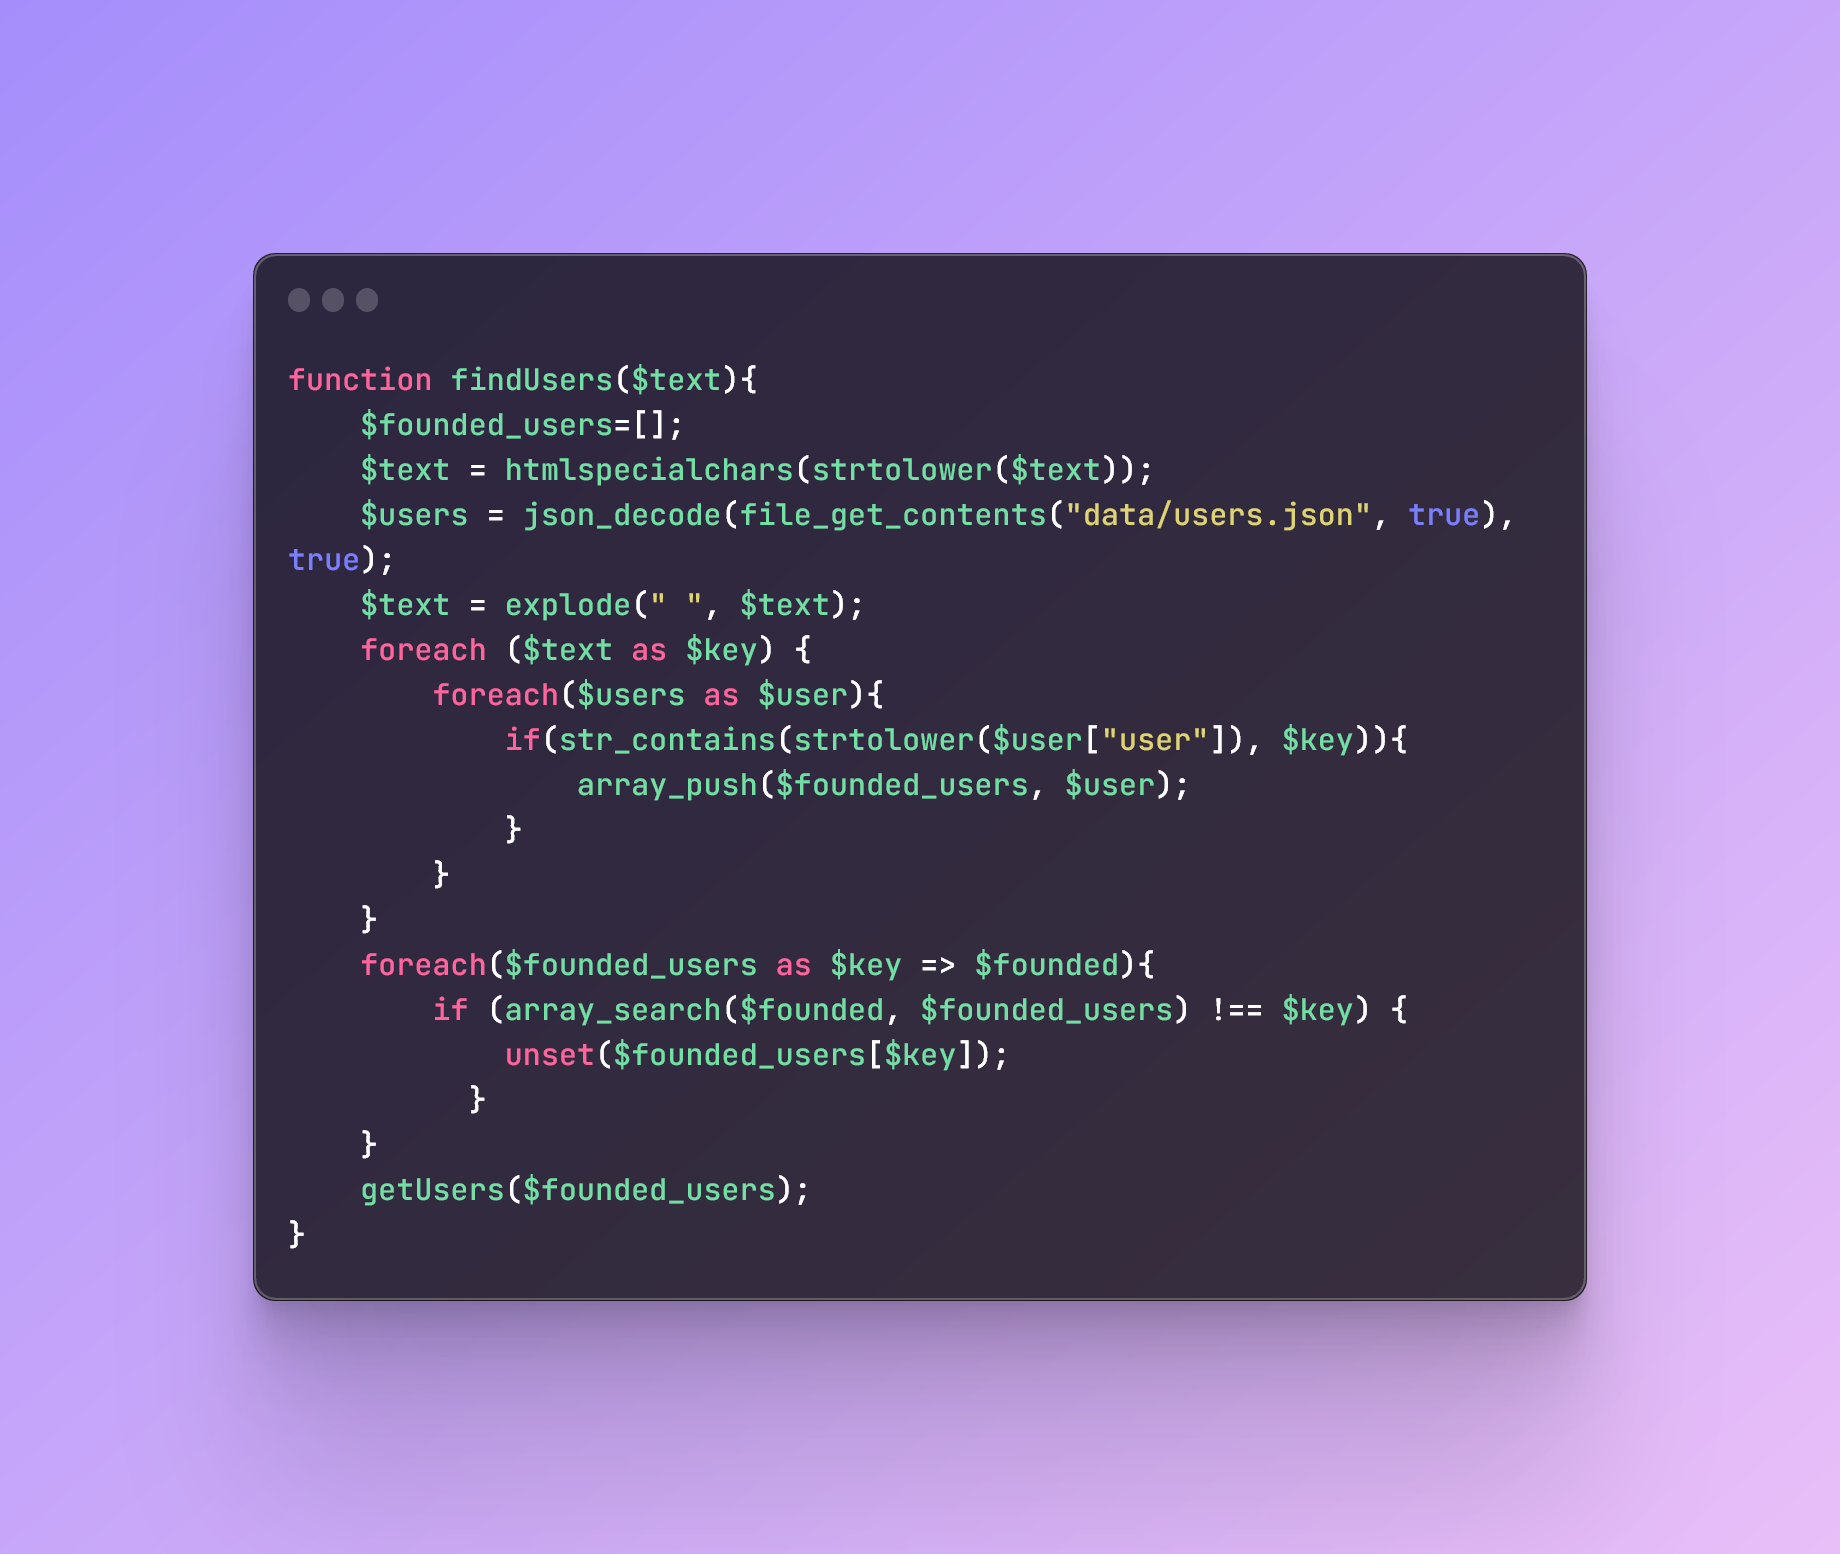 function findUsers($text){
    $founded_users=[];
    $text = htmlspecialchars(strtolower($text));
    $users = json_decode(file_get_contents("data/users.json", true),
true);
    $text = explode(" ", $text);
    foreach ($text as $key) {
        foreach($users as $user){
            if(str_contains(strtolower($user["user"]), $key)){
                array_push($founded_users, $user);
            }
        }
    }
    foreach($founded_users as $key => $founded){
        if (array_search($founded, $founded_users) !== $key) {
            unset($founded_users[$key]);
          }
    }
    getUsers($founded_users);
}